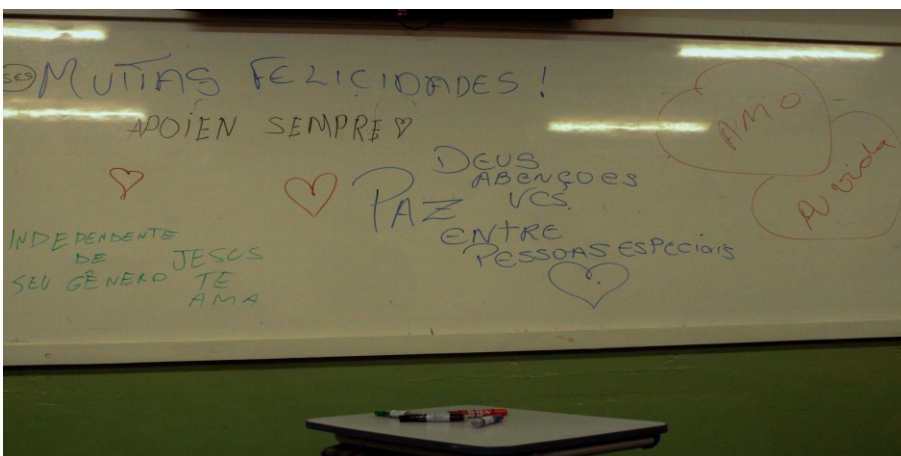 MUITAS FELICIDADES!
APOIEN SEMPRE
DEUS
ABENÇOES
VCS.
PAZ
ENTRE
PESSOAS ESPECIAIS
INDEPENDENTE
DE
SEU GÊNERO
JESUS
TE
AMA
AMO
A vida